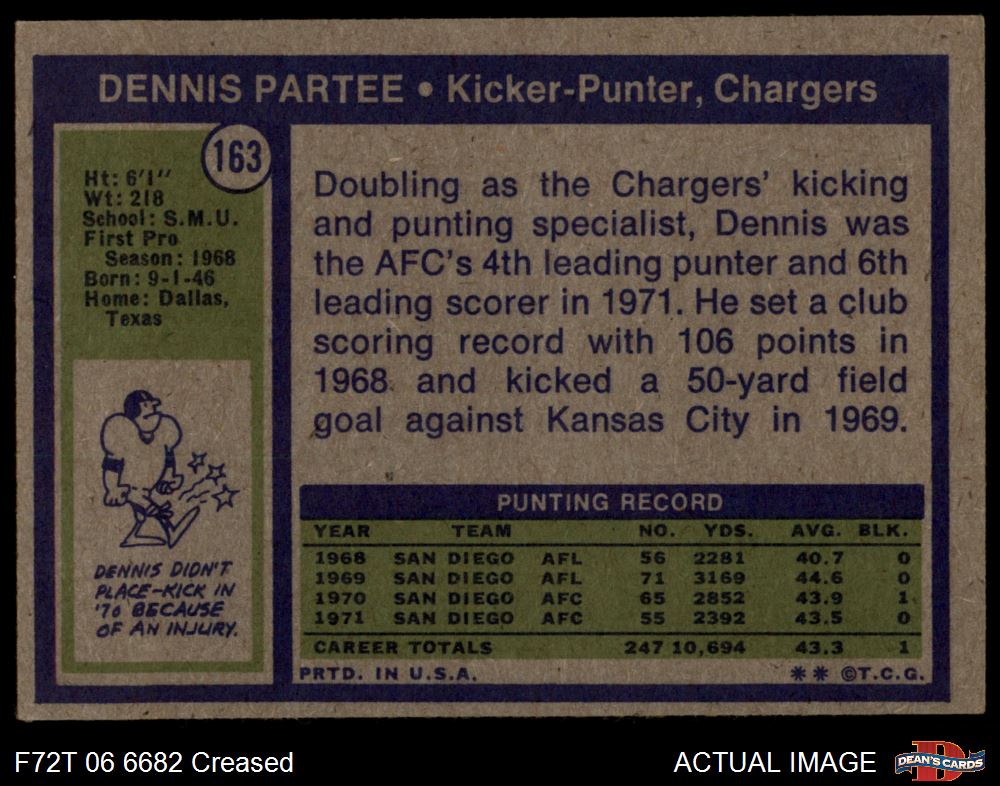 DENNIS PARTEE • Kicker-Punter, Chargers
163
Ht: 6'1"
Wt: 218
School: S.M.U.
First Pro
Season: 1968
Born: 9-1-46
Home: Dallas,
Texas
DENNIS DIDN'T
PLACE-KICK IN
'70 BECAUSE
OF AN INJURY.
Doubling as the Chargers' kicking
and punting specialist, Dennis was
the AFC's 4th leading punter and 6th
leading scorer in 1971. He set a club
scoring record with 106 points in
1968 and kicked a 50-yard field
goal against Kansas City in 1969.
PUNTING RECORD
YEAR TEAM NO. YDS. AVG. BLK.
1968 SAN DIEGO AFL 56 2281 40.7 0
1969 SAN DIEGO AFL 71 3169 44.6 0
1970 SAN DIEGO AFC 65 2852 43.9 1
1971 SAN DIEGO AFC 55 2392 43.5 0
CAREER TOTALS 247 10,694 43.3 1
PRTD. IN U.S.A. ** ©T.C.G.
F72T 06 6682 Creased ACTUAL IMAGE DEAN'S CARDS